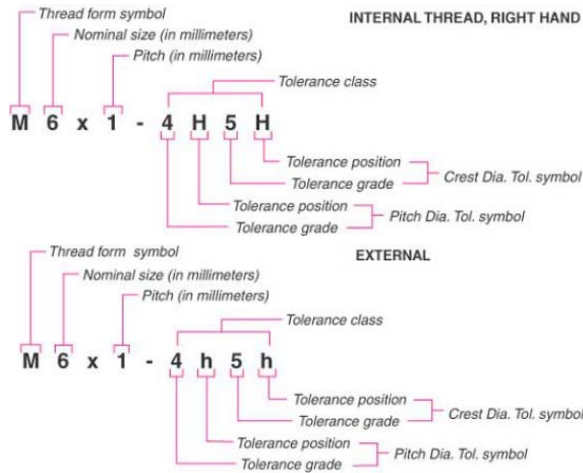 Thread form symbol
INTERNAL THREAD, RIGHT HAND
Nominal size (in millimeters)
Pitch (in millimeters)
Tolerance class
M 6 x 1 - 4 H 5 H
Tolerance position
Crest Dia. Tol. symbol
Tolerance grade
Tolerance position
Pitch Dia. Tol. symbol
Tolerance grade
Thread form symbol
EXTERNAL
Nominal size (in millimeters)
Pitch (in millimeters)
Tolerance class
M 6 x 1 - 4 h 5 h
Tolerance position
Crest Dia. Tol. symbol
Tolerance grade
Tolerance position
Pitch Dia. Tol. symbol
Tolerance grade